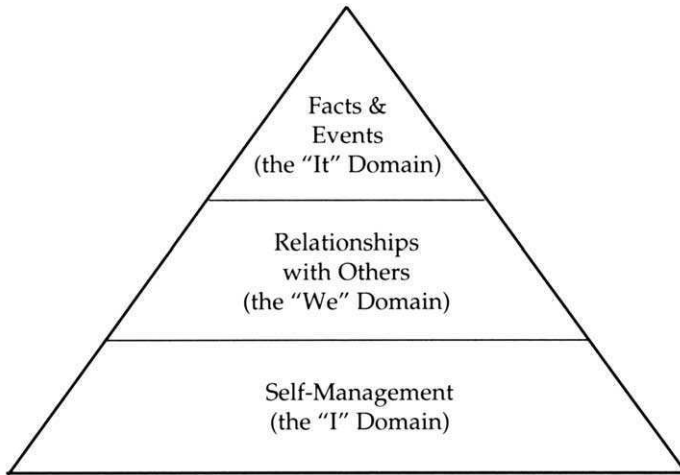 Facts &
Events
(the “It” Domain)
Relationships
with Others
(the “We” Domain)
Self-Management
(the “I” Domain)